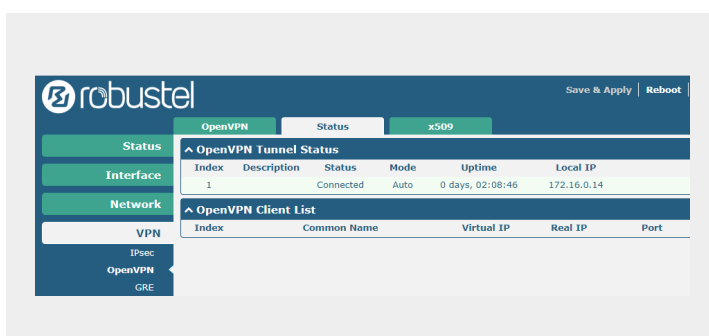 robustel
Save & Apply | Reboot |
OpenVPN Status x509
Status
Interface
Network
VPN
IPsec
OpenVPN
GRE
OpenVPN Tunnel Status
Index Description Status Mode Uptime Local IP
1 Connected Auto 0 days, 02:08:46 172.16.0.14
OpenVPN Client List
Index Common Name Virtual IP Real IP Port